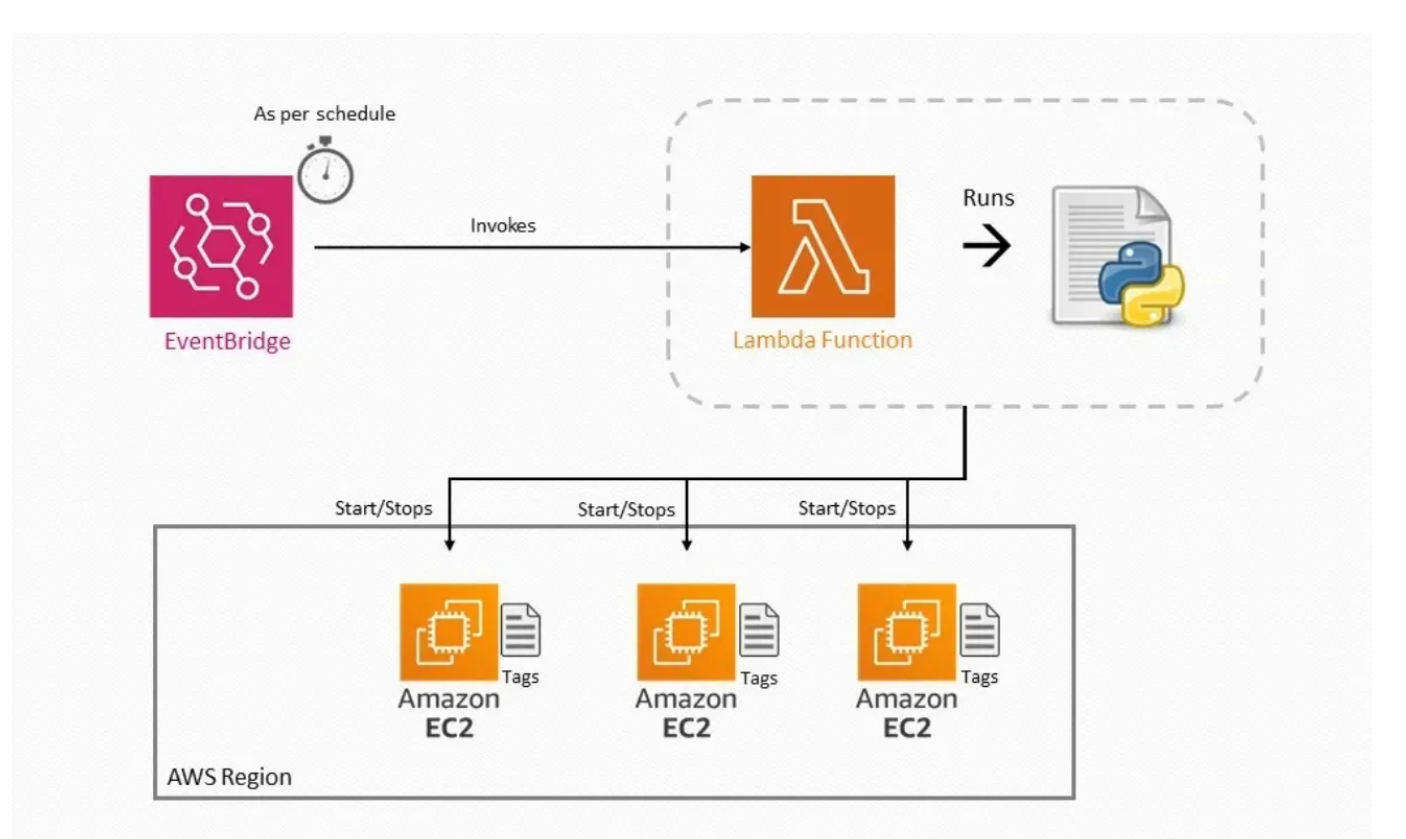 As per schedule
Invokes
Runs
EventBridge
Lambda Function
Start/Stops
Start/Stops
Start/Stops
Tags
Tags
Tags
Amazon
EC2
Amazon
EC2
Amazon
EC2
AWS Region